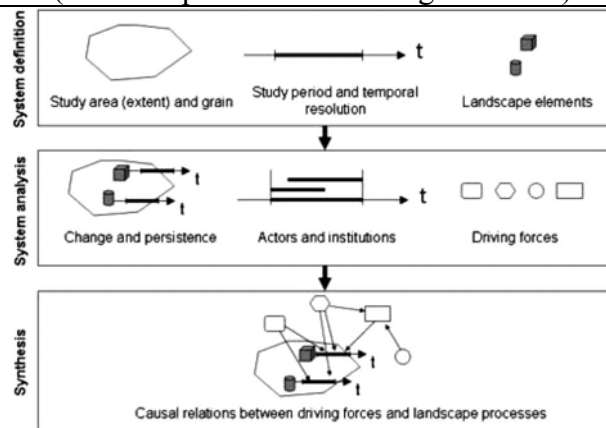 System definition
Study area (extent) and grain
t
Study period and temporal
resolution
Landscape elements
System analysis
t
t
Change and persistence
t
Actors and institutions
Driving forces
Synthesis
t
t
Causal relations between driving forces and landscape processes